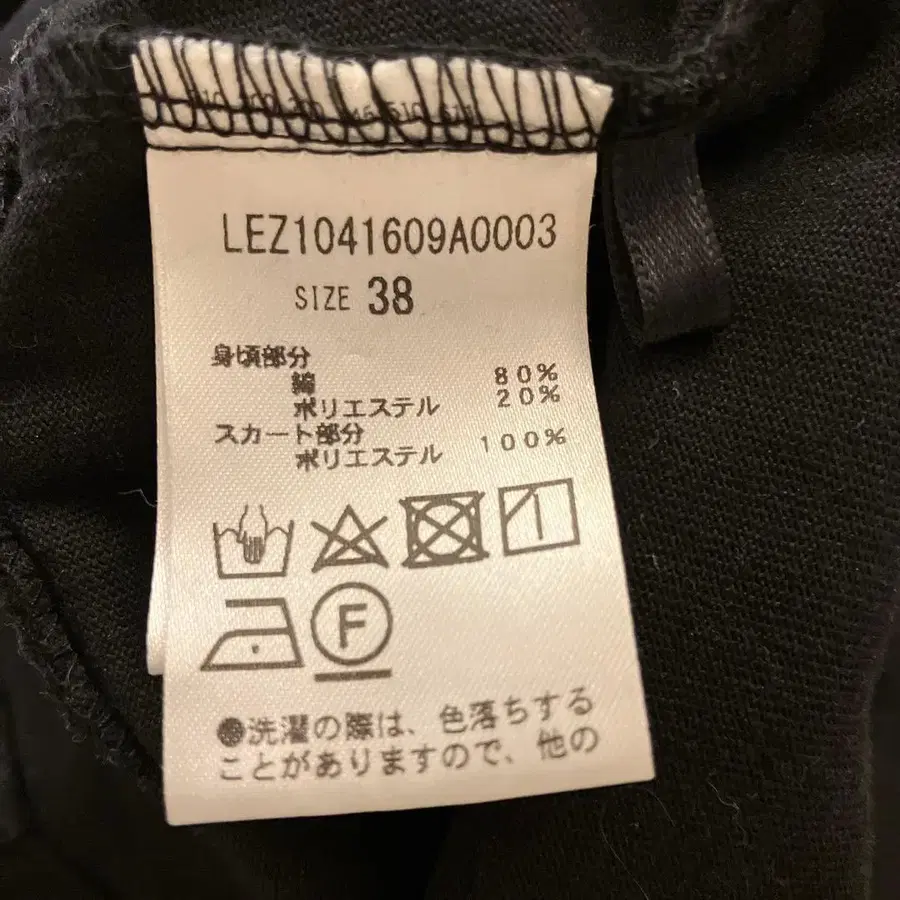 LEZ1041609A0003
SIZE 38
身頃部分
綿 80%
ポリエステル 20%
スカート部分
ポリエステル 100%
F
●洗濯の際は、色落ちする
ことがありますので、他の